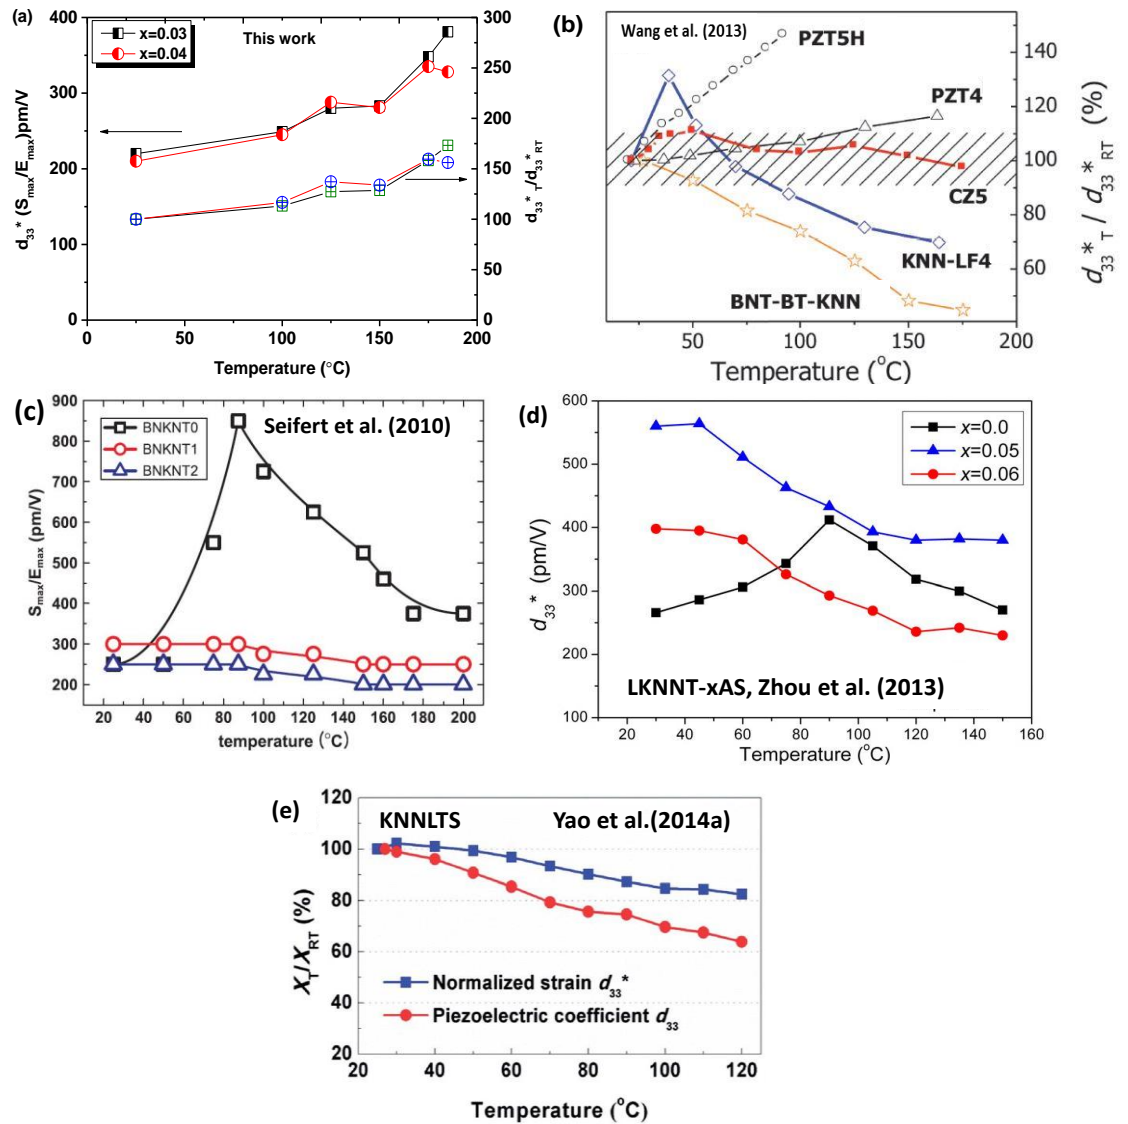 (a)
x=0.03
x=0.04
This work
d33* (Smax/Emax)pm/V
400
300
200
100
0
0 50 100 150 200
Temperature (°C)
300
250
200
150
100
50
0
d33*T/d33*RT
(b)
Wang et al. (2013)
PZT5H
PZT4
CZ5
KNN-LF4
BNT-BT-KNN
140
120
100
80
60
d33*T / d33*RT (%)
50 100 150 200
Temperature (°C)
(c)
Seifert et al. (2010)
BNKNT0
BNKNT1
BNKNT2
Smax/Emax (pm/V)
900
800
700
600
500
400
300
200
20 40 60 80 100 120 140 160 180 200
temperature (°C)
(d)
x=0.0
x=0.05
x=0.06
d33* (pm/V)
600
500
400
300
200
100
LKNNT-xAS, Zhou et al. (2013)
20 40 60 80 100 120 140 160
Temperature (°C)
(e)
KNNLTS
Yao et al.(2014a)
XT/XRT (%)
120
100
80
60
40
20
Normalized strain d33*
Piezoelectric coefficient d33
20 40 60 80 100 120
Temperature (°C)